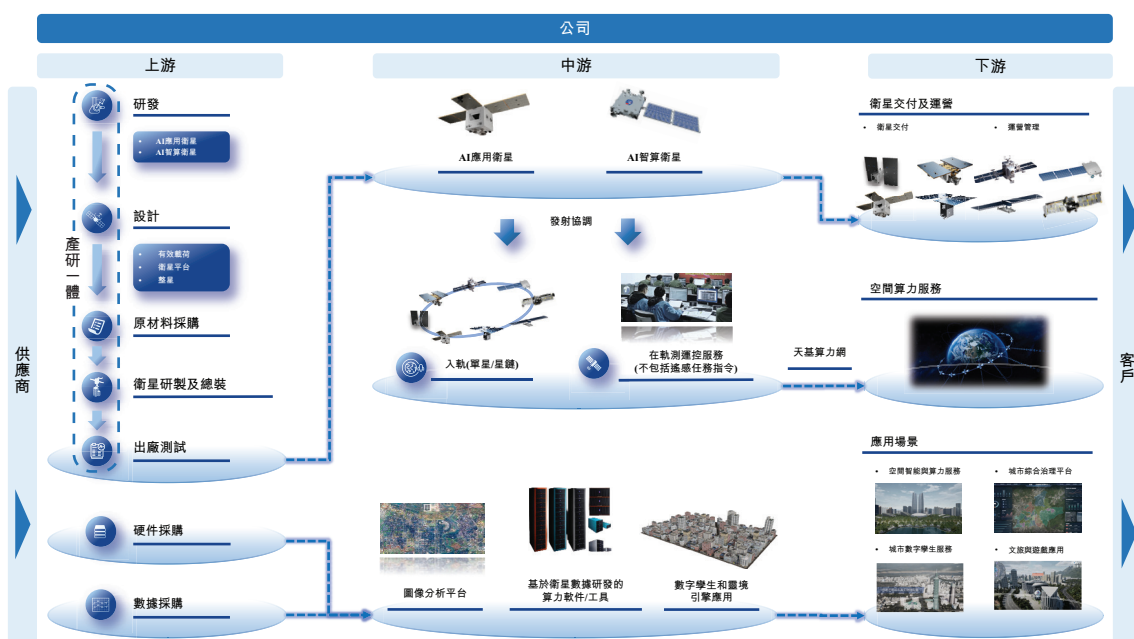 公司
上游
中游
下游
供應商
產研一體
研發
• AI應用衛星
• AI智算衛星
設計
• 有效載荷
• 衛星平台
• 整星
原材料採購
衛星研製及總裝
出廠測試
硬件採購
數據採購
AI應用衛星
AI智算衛星
發射協調
入軌(單星/星鏈)
在軌測運控服務
(不包括遙感任務指令)
天基算力網
圖像分析平台
基於衛星數據研發的
算力軟件/工具
數字孿生和靈境
引擎應用
衛星交付及運營
• 衛星交付
• 運營管理
空間算力服務
應用場景
• 空間智能與算力服務
• 城市綜合治理平台
• 城市數字孿生服務
• 文旅與遊戲應用
客戶